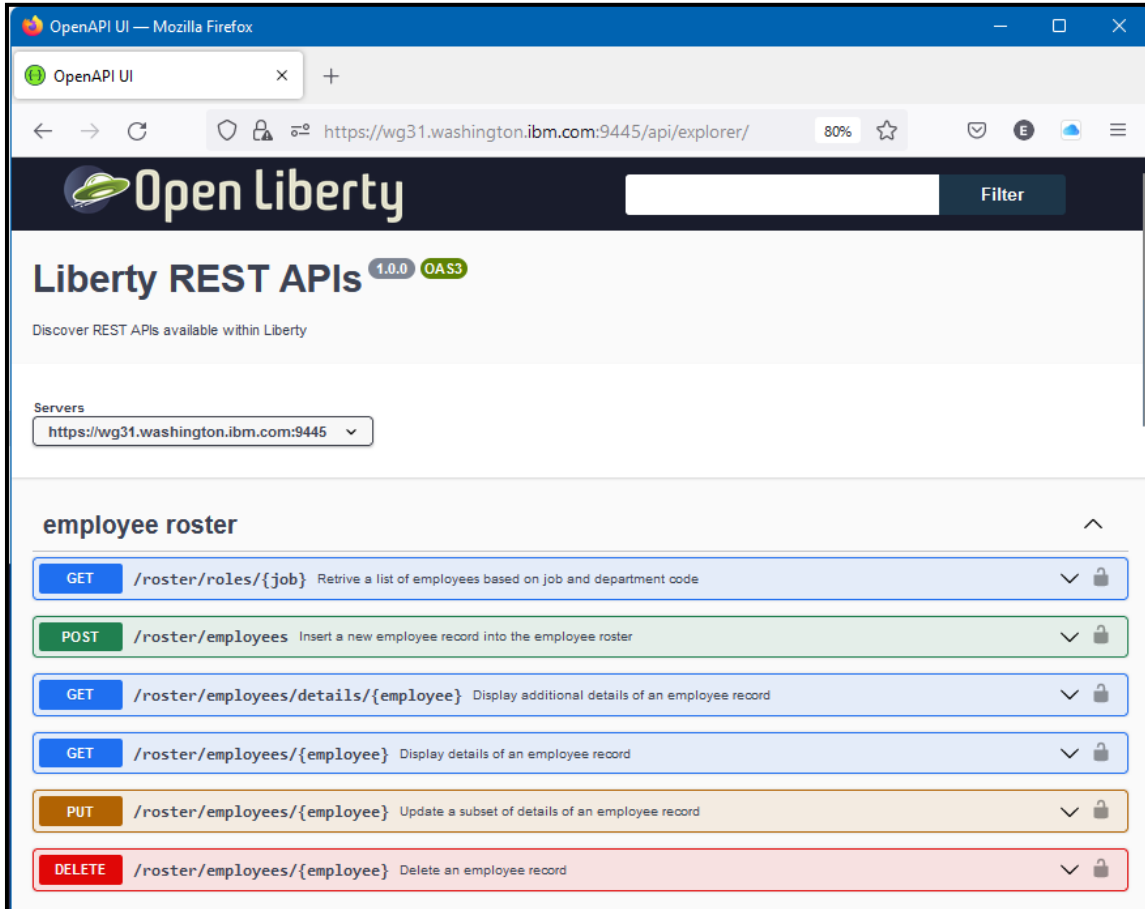 OpenAPI UI — Mozilla Firefox
OpenAPI UI
https://wg31.washington.ibm.com:9445/api/explorer/ 80% E
Open Liberty Filter
Liberty REST APIs 1.0.0 OAS3
Discover REST APIs available within Liberty
Servers
https://wg31.washington.ibm.com:9445
employee roster
GET /roster/roles/{job} Retrive a list of employees based on job and department code
POST /roster/employees Insert a new employee record into the employee roster
GET /roster/employees/details/{employee} Display additional details of an employee record
GET /roster/employees/{employee} Display details of an employee record
PUT /roster/employees/{employee} Update a subset of details of an employee record
DELETE /roster/employees/{employee} Delete an employee record